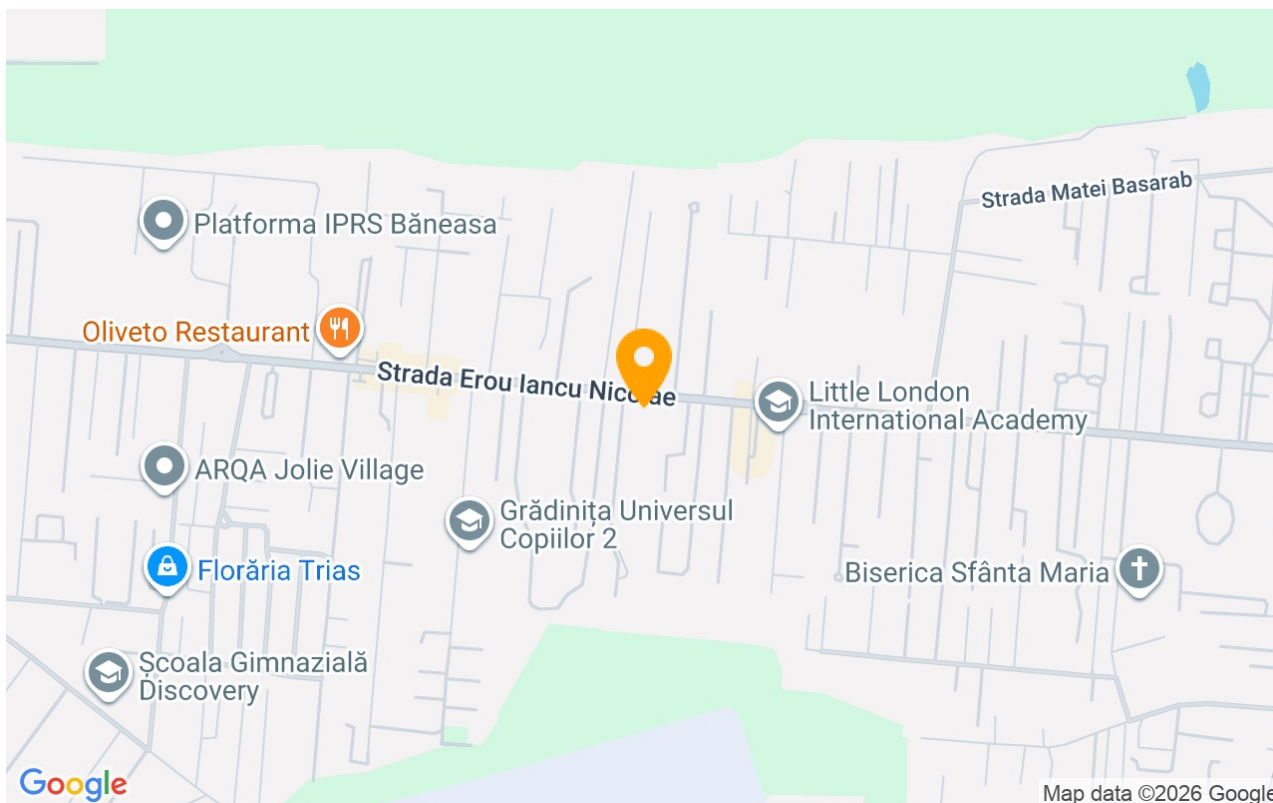 Strada Matei Basarab
Platforma IPRS Băneasa
Oliveto Restaurant
Strada Erou Iancu Nicolae
Little London
International Academy
ARQA Jolie Village
Grădinița Universul
Copiilor 2
Florăria Trias
Biserica Sfânta Maria
Școala Gimnazială
Discovery
Google
Map data ©2026 Google